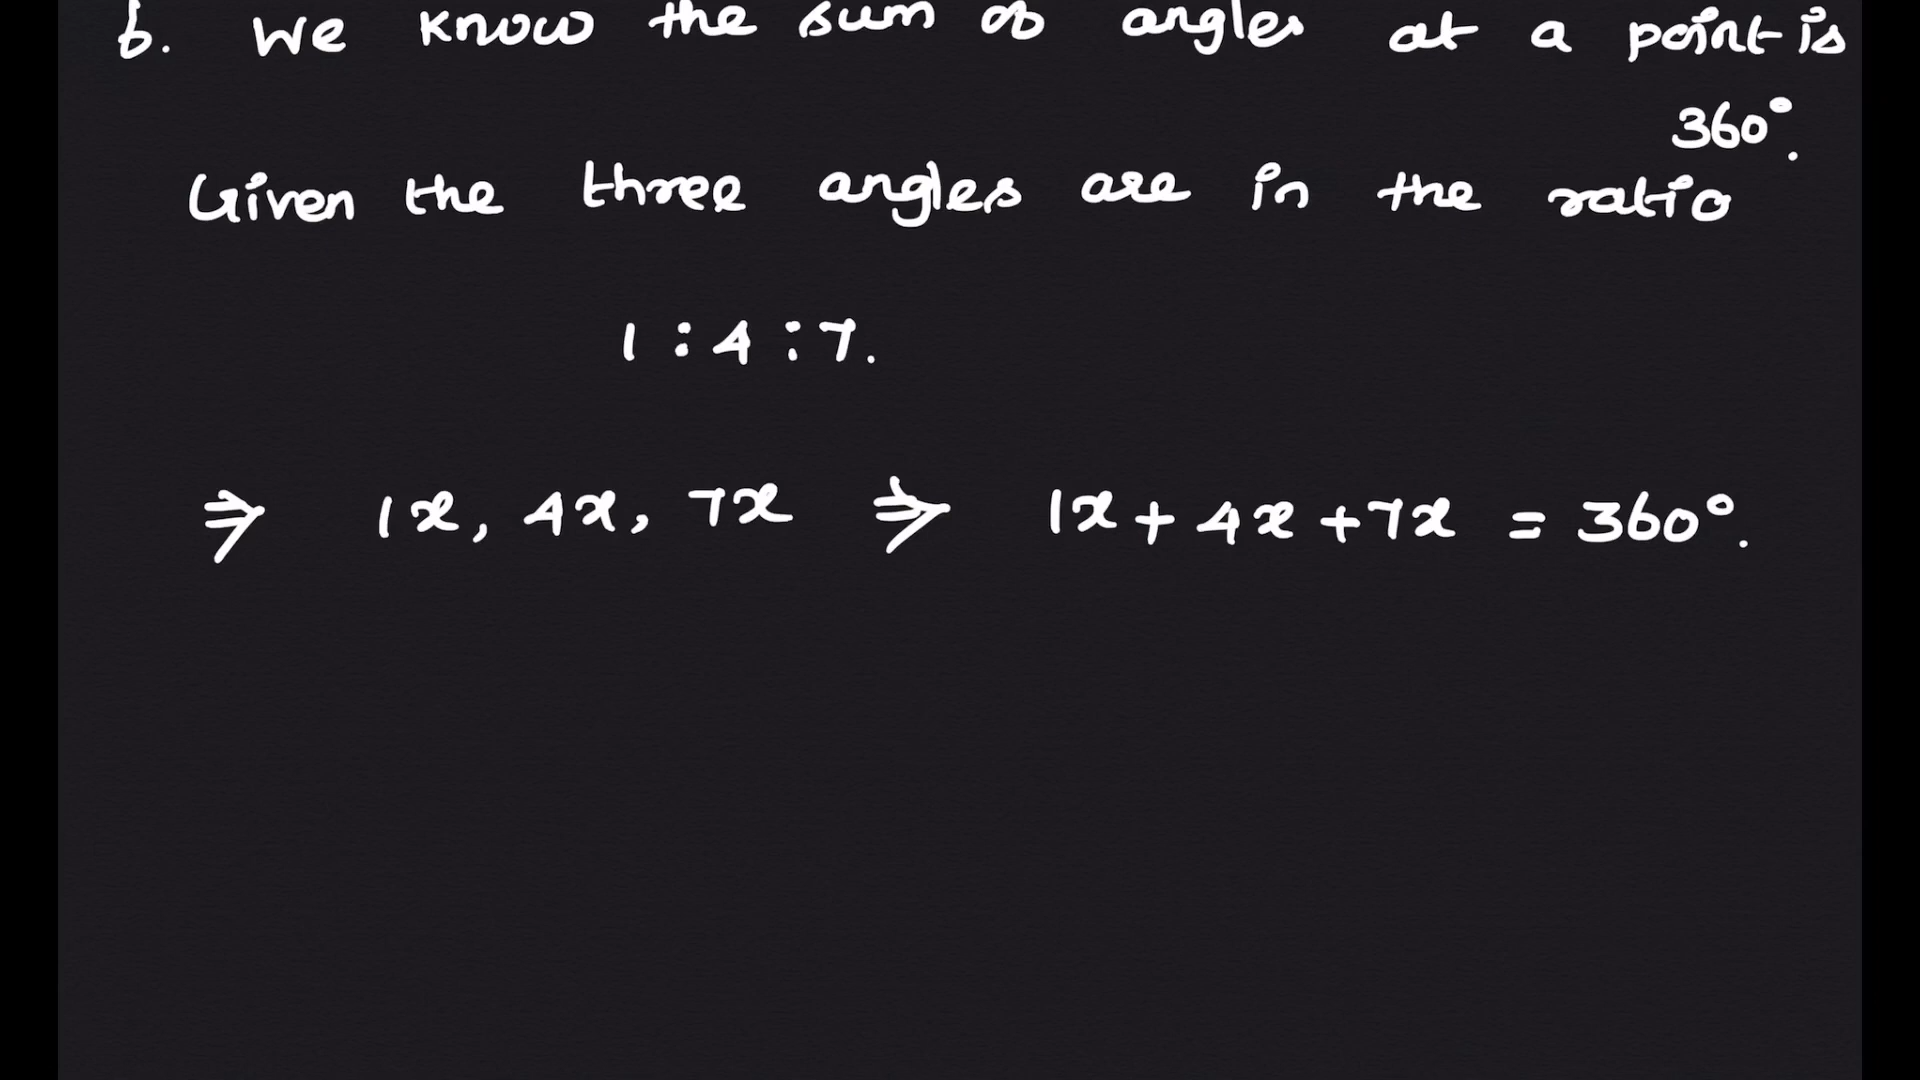 b. We know the sum of angles at a point is
360°.
Given the three angles are in the ratio
1 : 4 : 7.
⇒ 1x, 4x, 7x ⇒ 1x + 4x + 7x = 360°.